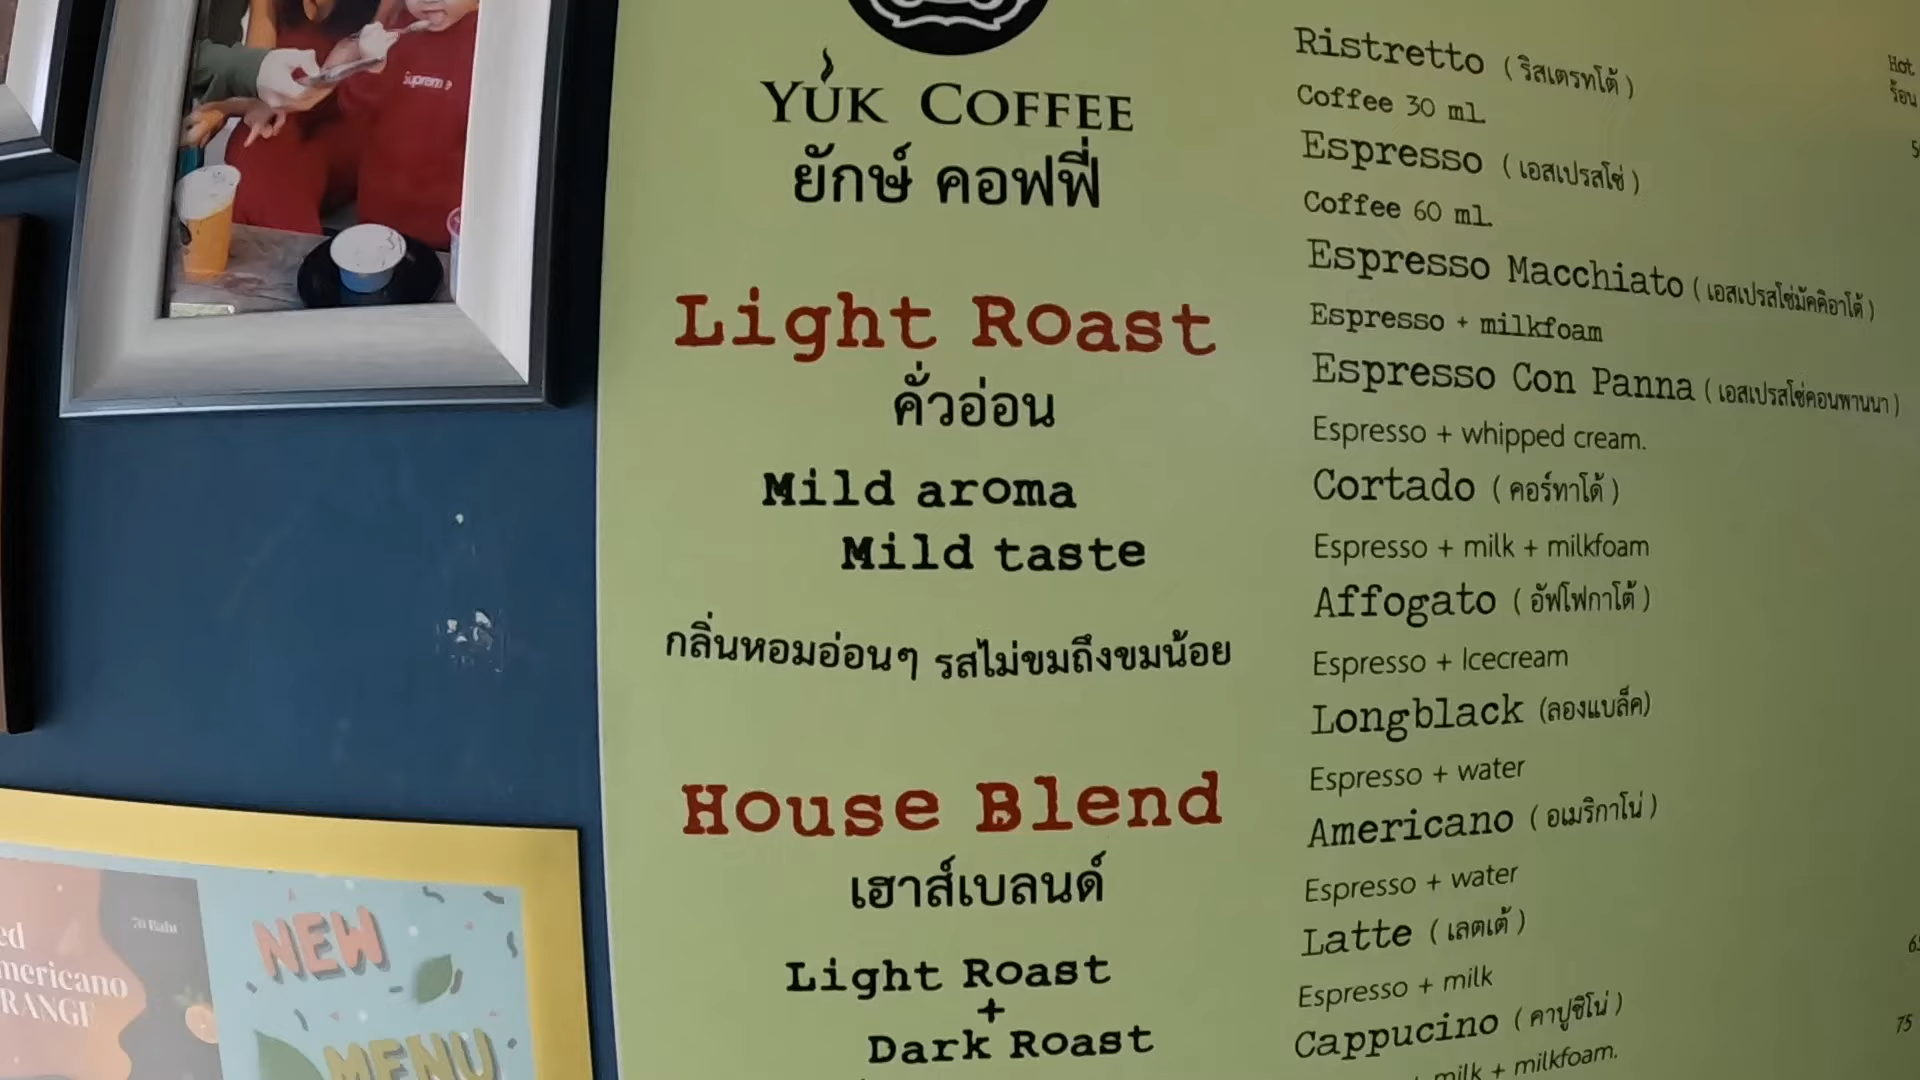 Suprem
YUK COFFEE
ยักษ์ คอฟฟี่
Light Roast
คั่วอ่อน
Mild aroma
Mild taste
กลิ่นหอมอ่อนๆ รสไม่ขมถึงขมน้อย
House Blend
เฮาส์เบลนด์
Light Roast
+
Dark Roast
Hot
ร้อน
Ristretto ( ริสเตรทโต้ )
Coffee 30 ml
Espresso ( เอสเปรสโซ่ )
Coffee 60 ml
Espresso Macchiato ( เอสเปรสโซ่มัคคิอาโต้ )
Espresso + milkfoam
Espresso Con Panna ( เอสเปรสโซ่คอนพานนา )
Espresso + whipped cream.
Cortado ( คอร์ทาโด้ )
Espresso + milk + milkfoam
Affogato ( อัฟโฟกาโต้ )
Espresso + Icecream
Longblack (ลองแบล็ค)
Espresso + water
Americano ( อเมริกาโน่ )
Espresso + water
Latte ( เลตเต้ )
Espresso + milk
Cappucino ( คาปูชิโน่ )
75
milk + milkfoam.
70 Baht
NEW
MENU